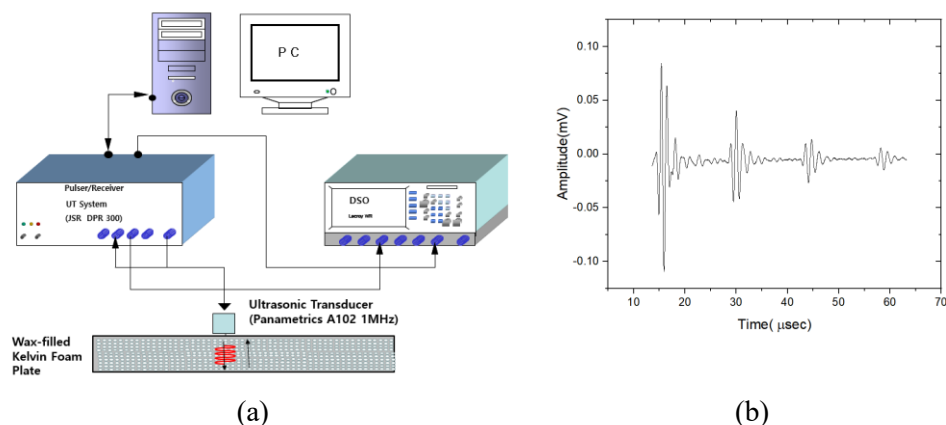 P C
Pulser/Receiver
UT System
(JSR DPR 300)
DSO
Ultrasonic Transducer
(Panametrics A102 1MHz)
Wax-filled
Kelvin Foam
Plate
(a)
0.10
0.05
0.00
-0.05
-0.10
Amplitude(mV)
10 20 30 40 50 60 70
Time( μsec)
(b)